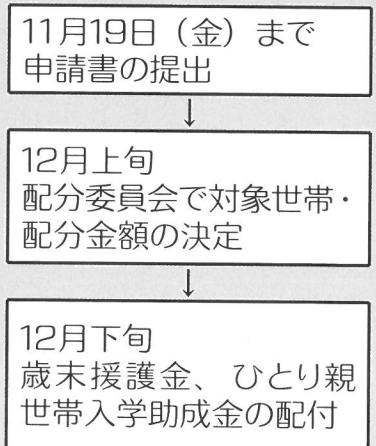 11月19日（金）まで
申請書の提出
↓
12月上旬
配分委員会で対象世帯・
配分金額の決定
↓
12月下旬
歳末援護金、ひとり親
世帯入学助成金の配付